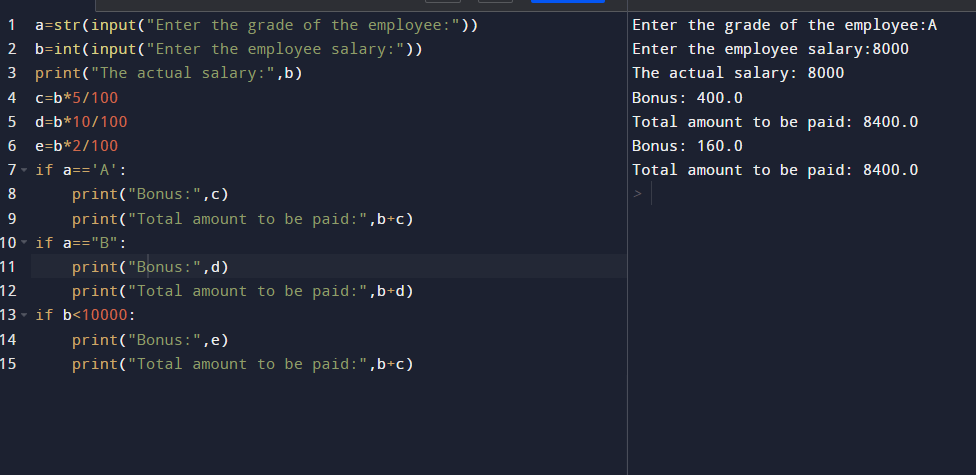 1 a=str(input("Enter the grade of the employee:"))
2 b=int(input("Enter the employee salary:"))
3 print("The actual salary:",b)
4 c=b*5/100
5 d=b*10/100
6 e=b*2/100
7 if a=='A':
8     print("Bonus:",c)
9     print("Total amount to be paid:",b+c)
10 if a=="B":
11     print("Bonus:",d)
12     print("Total amount to be paid:",b+d)
13 if b<10000:
14     print("Bonus:",e)
15     print("Total amount to be paid:",b+c)
Enter the grade of the employee:A
Enter the employee salary:8000
The actual salary: 8000
Bonus: 400.0
Total amount to be paid: 8400.0
Bonus: 160.0
Total amount to be paid: 8400.0
>